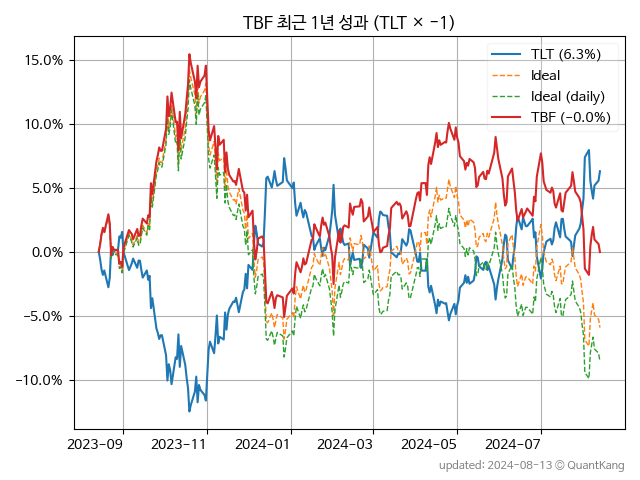 TBF 최근 1년 성과 (TLT × −1)
TLT (6.3%)
Ideal
Ideal (daily)
TBF (−0.0%)
15.0%
10.0%
5.0%
0.0%
−5.0%
−10.0%
2023-09 2023-11 2024-01 2024-03 2024-05 2024-07
updated: 2024-08-13 © QuantKang